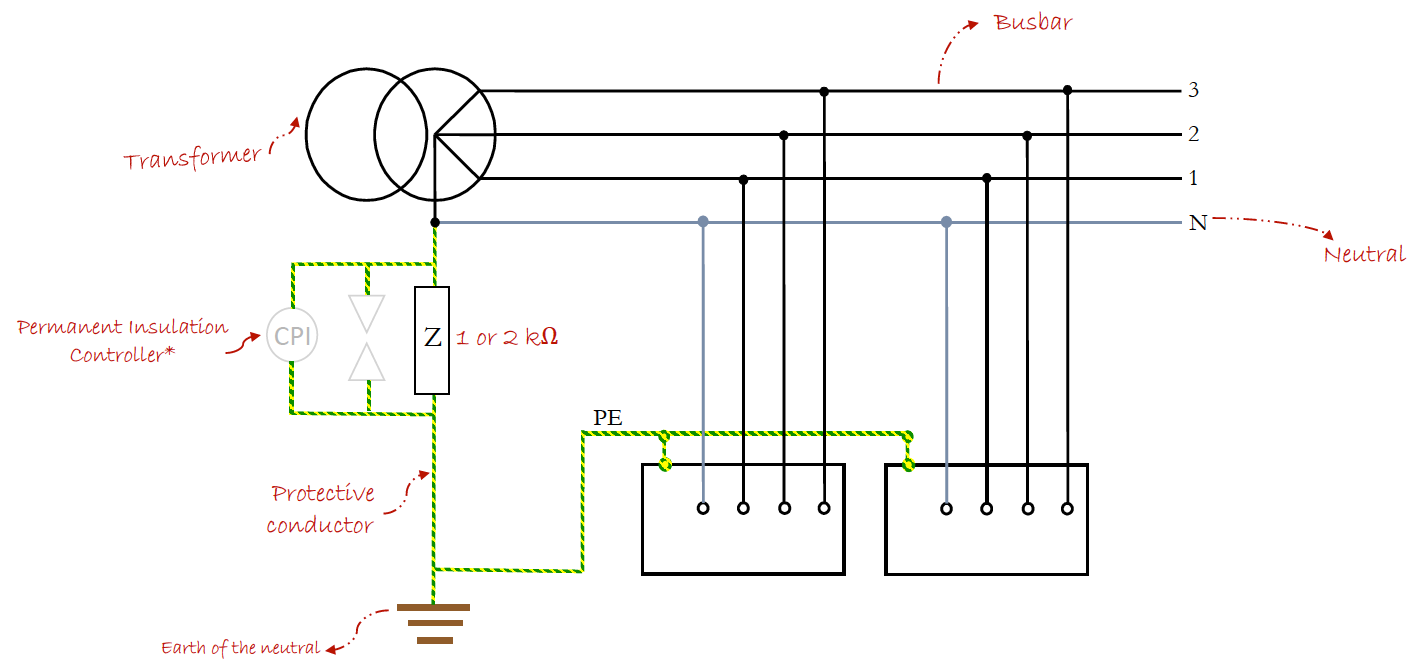 Busbar
3
Transformer
2
1
N
Neutral
Permanent Insulation
Controller*
CPI
Z
1 or 2 kΩ
PE
Protective
conductor
Earth of the neutral